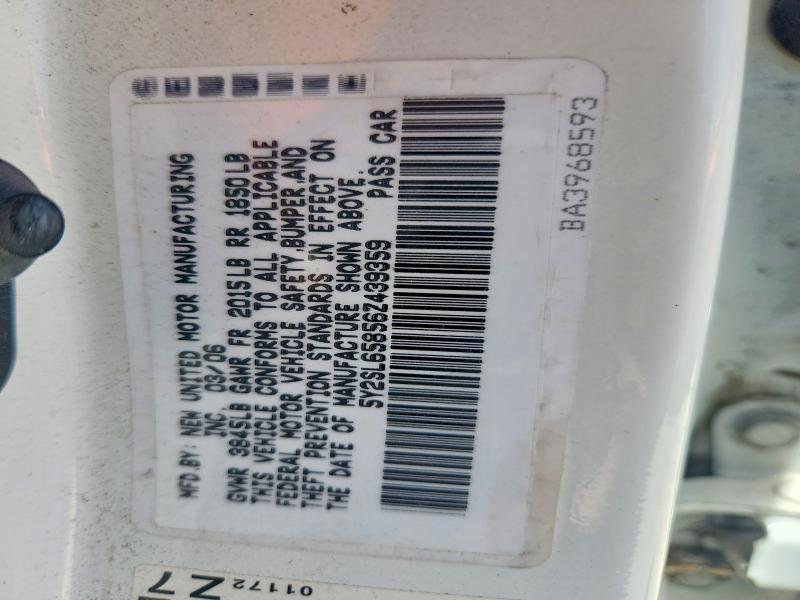 MFD.BY: NEW UNITED MOTOR MANUFACTURING
INC. 03/06
GVWR 3845LB GAWR FR 2015LB RR 1850LB
THIS VEHICLE CONFORMS TO ALL APPLICABLE
FEDERAL MOTOR VEHICLE SAFETY,BUMPER,AND
THEFT PREVENTION STANDARDS IN EFFECT ON
THE DATE OF MANUFACTURE SHOWN ABOVE.
5Y2SL65856Z439359 PASS CAR
BA3968593
01172